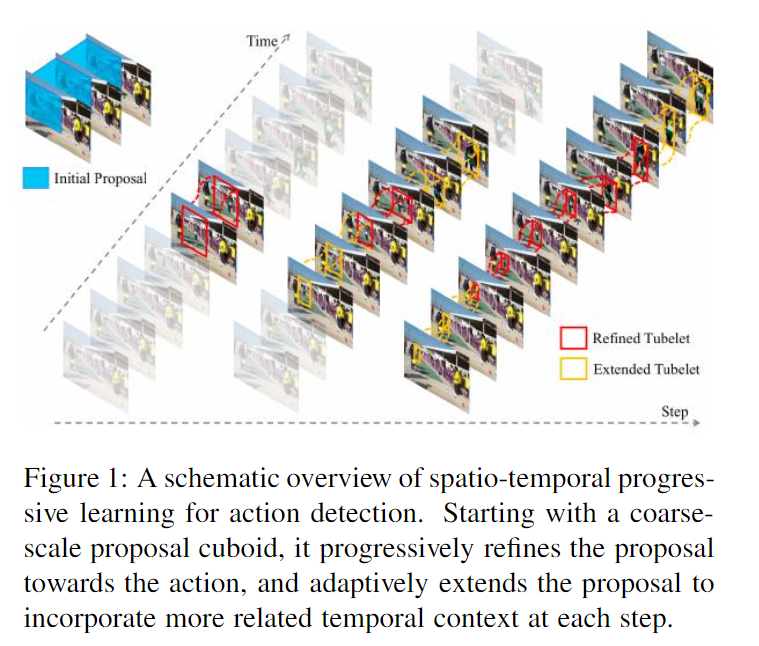 Time
Initial Proposal
Refined Tubelet
Extended Tubelet
Step
Figure 1: A schematic overview of spatio-temporal progres-
sive learning for action detection. Starting with a coarse-
scale proposal cuboid, it progressively refines the proposal
towards the action, and adaptively extends the proposal to
incorporate more related temporal context at each step.